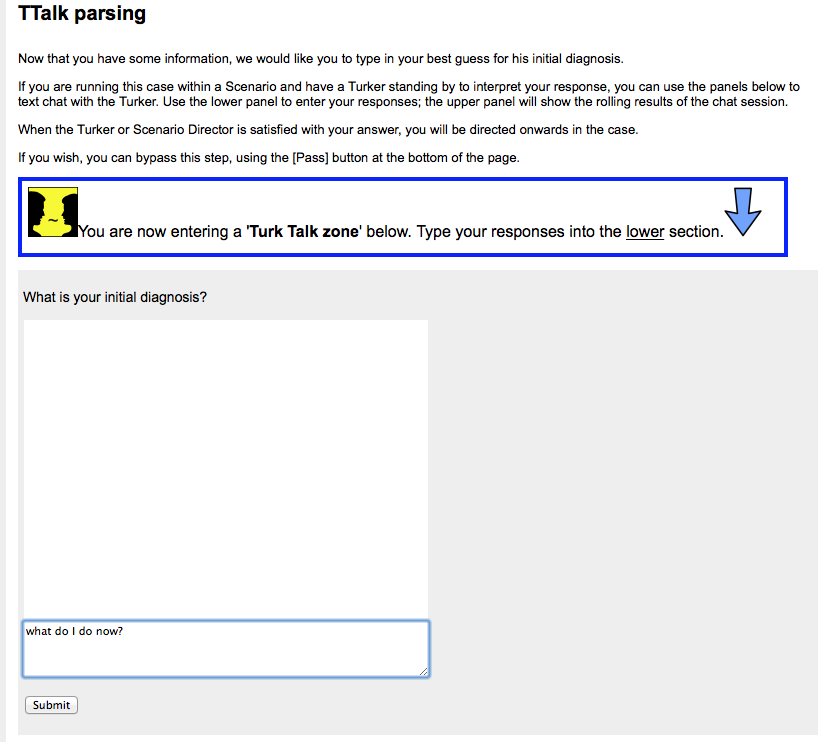 TTalk parsing
Now that you have some information, we would like you to type in your best guess for his initial diagnosis.
If you are running this case within a Scenario and have a Turker standing by to interpret your response, you can use the panels below to
text chat with the Turker. Use the lower panel to enter your responses; the upper panel will show the rolling results of the chat session.
When the Turker or Scenario Director is satisfied with your answer, you will be directed onwards in the case.
If you wish, you can bypass this step, using the [Pass] button at the bottom of the page.
You are now entering a 'Turk Talk zone' below. Type your responses into the lower section.
What is your initial diagnosis?
what do I do now?
Submit